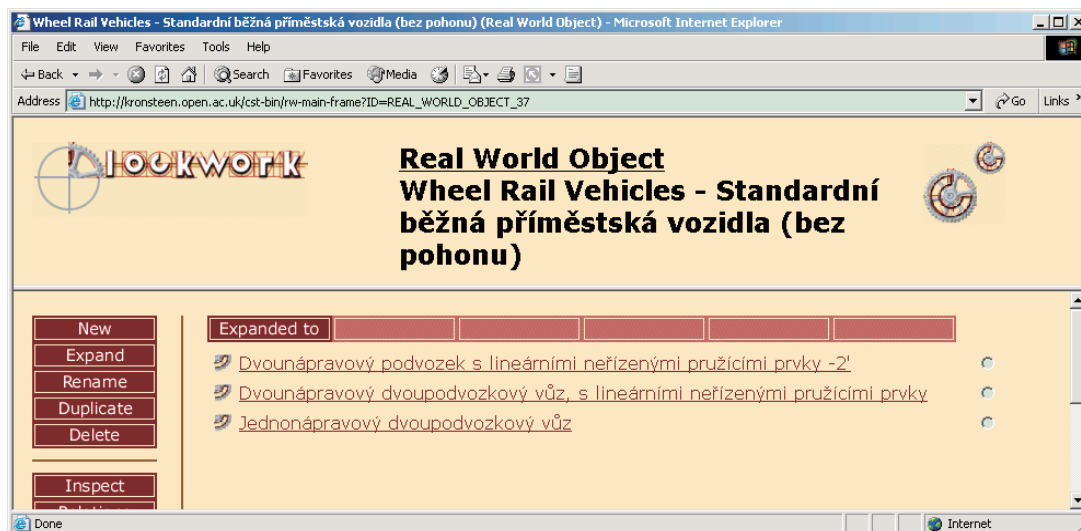 Wheel Rail Vehicles - Standardní běžná příměstská vozidla (bez pohonu) (Real World Object) - Microsoft Internet Explorer
File Edit View Favorites Tools Help
Back Search Favorites Media
Address http://kronsteen.open.ac.uk/cst-bin/rw-main-frame?ID=REAL_WORLD_OBJECT_37 Go Links
clockwork
Real World Object
Wheel Rail Vehicles - Standardní
běžná příměstská vozidla (bez
pohonu)
New
Expand
Rename
Duplicate
Delete
Inspect
Expanded to
Dvounápravový podvozek s lineárními neřízenými pružícími prvky -2'
Dvounápravový dvoupodvozkový vůz, s lineárními neřízenými pružícími prvky
Jednonápravový dvoupodvozkový vůz
Done Internet